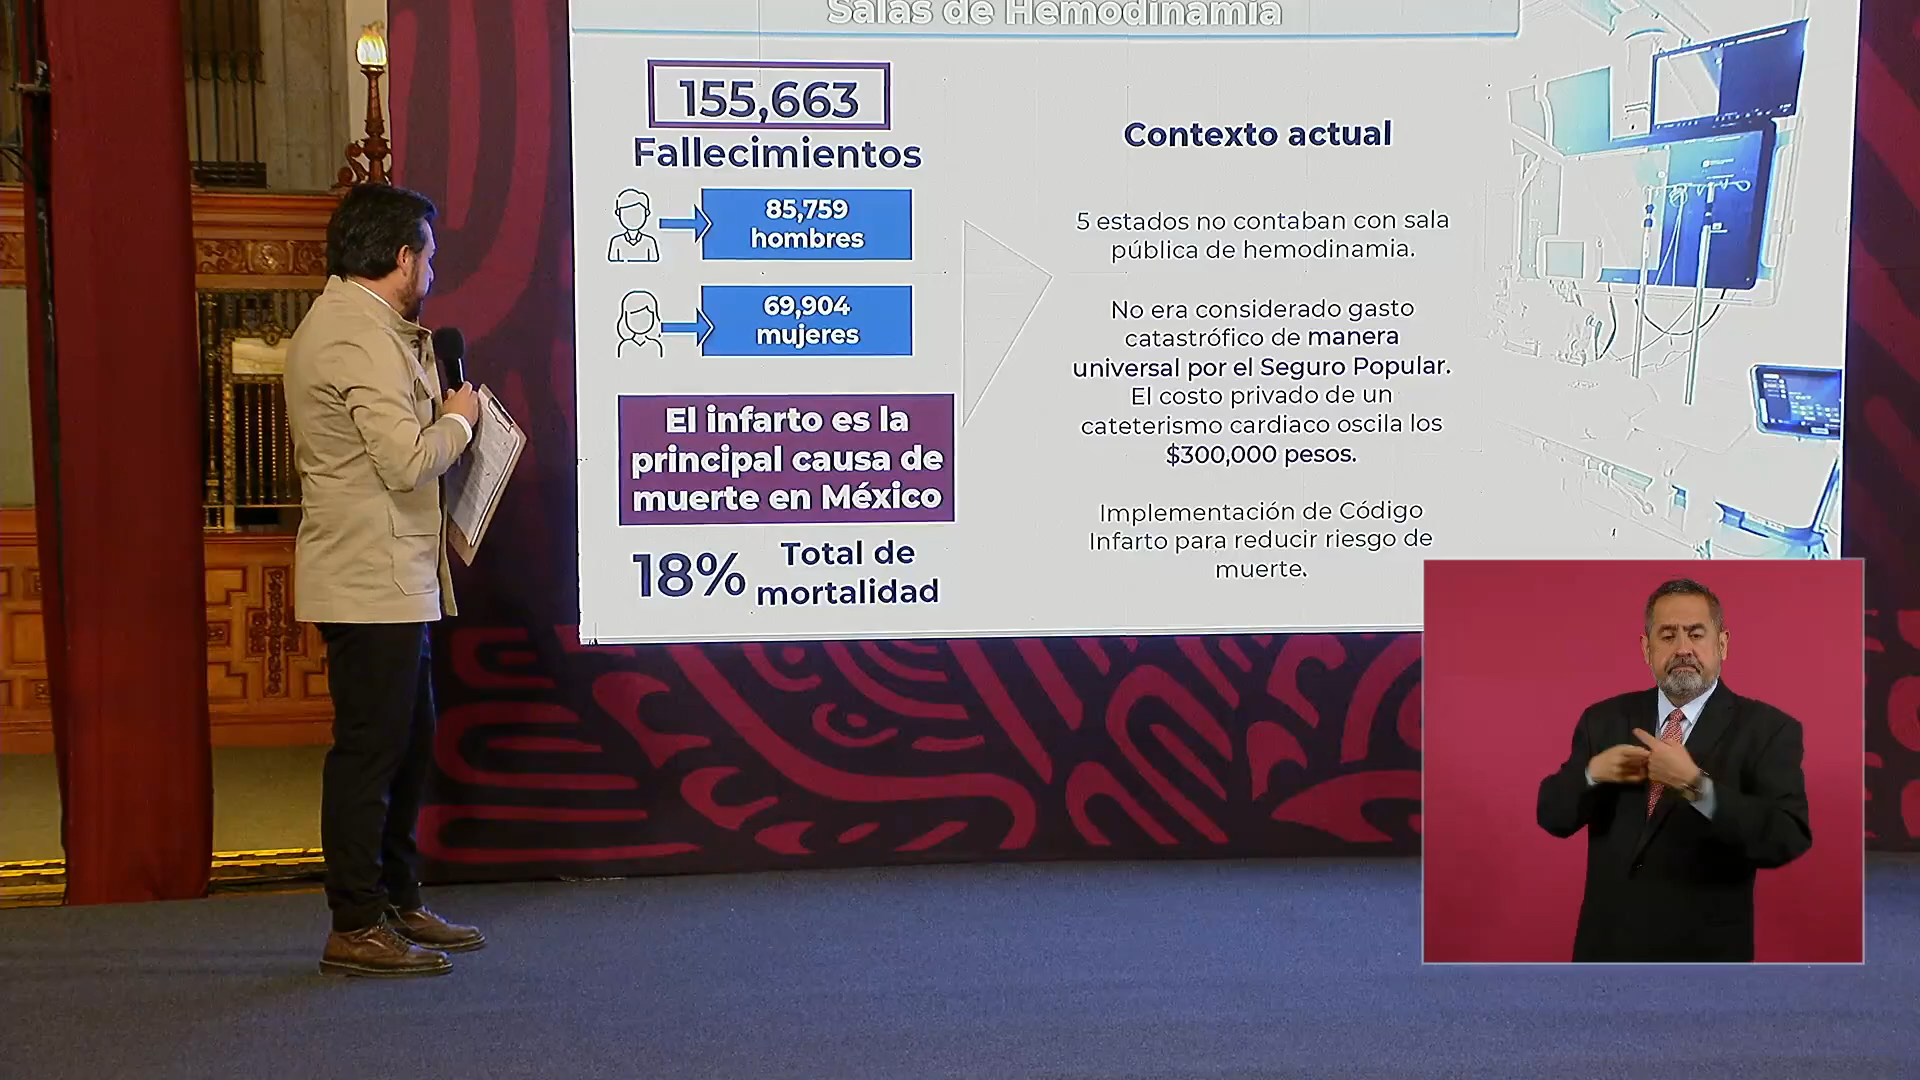 Salas de Hemodinamia
155,663
Fallecimientos
85,759
hombres
69,904
mujeres
El infarto es la
principal causa de
muerte en México
18%
Total de
mortalidad
Contexto actual
5 estados no contaban con sala
pública de hemodinamia.
No era considerado gasto
catastrófico de manera
universal por el Seguro Popular.
El costo privado de un
cateterismo cardiaco oscila los
$300,000 pesos.
Implementación de Código
Infarto para reducir riesgo de
muerte.